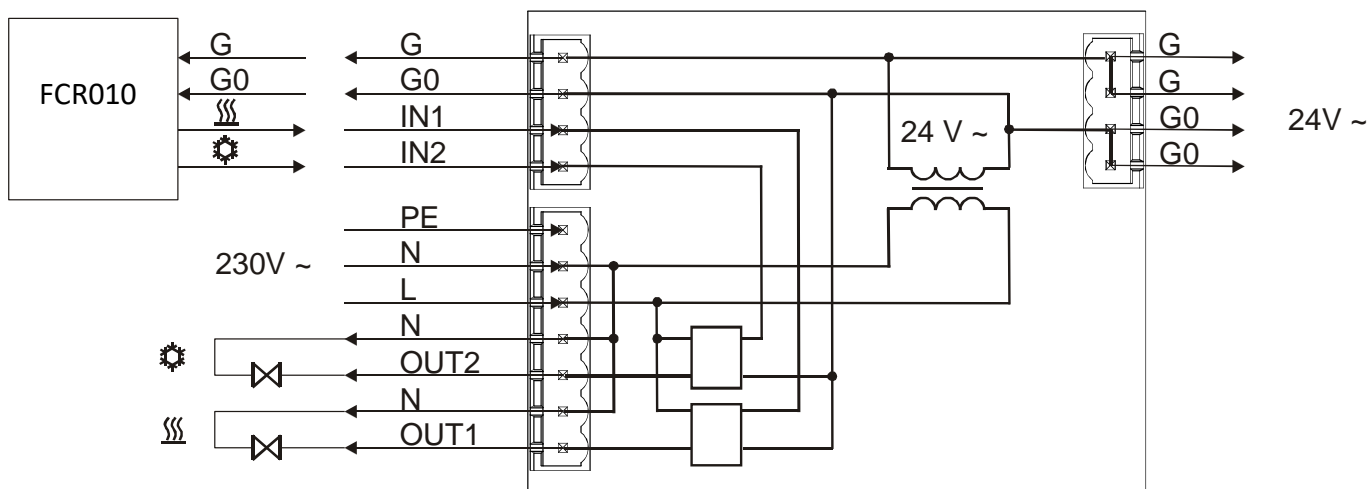 FCR010
G
G0
G
G0
IN1
IN2
PE
N
230V ~
L
N
OUT2
N
OUT1
24 V ~
G
G
G0
G0
24V ~